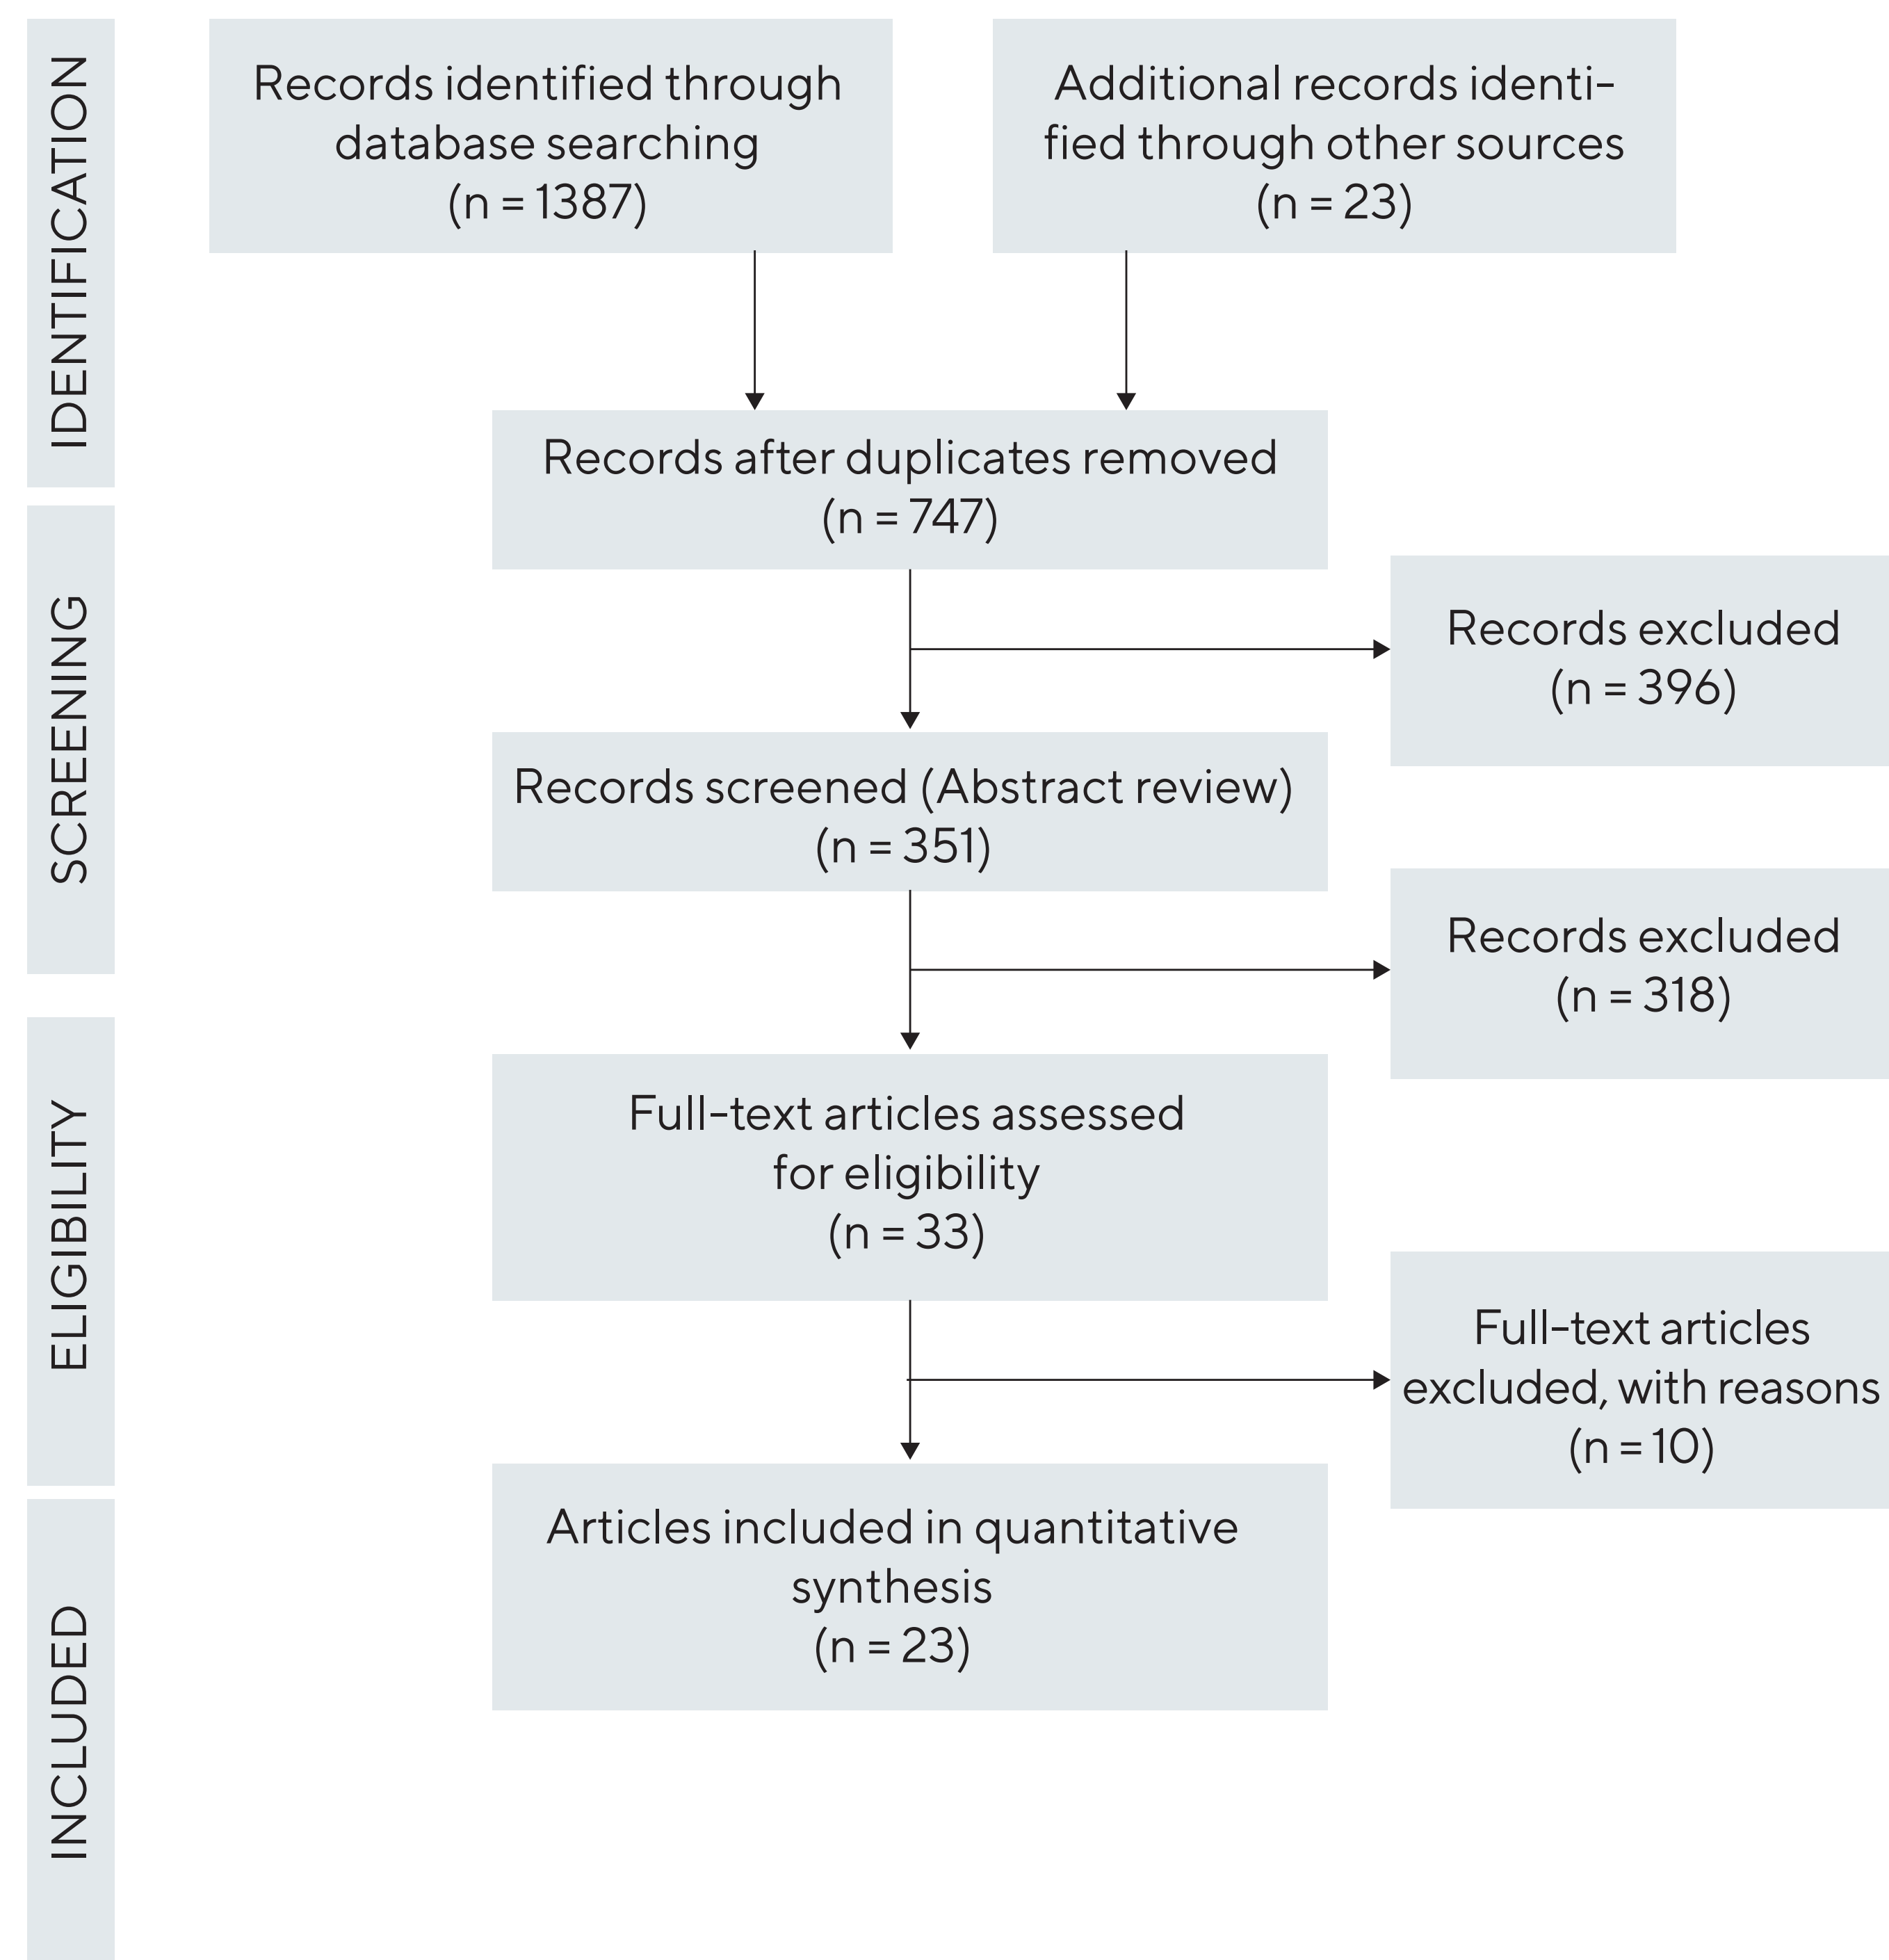 IDENTIFICATION
Records identified through
database searching
(n = 1387)
Additional records identi-
fied through other sources
(n = 23)
Records after duplicates removed
(n = 747)
SCREENING
Records excluded
(n = 396)
Records screened (Abstract review)
(n = 351)
Records excluded
(n = 318)
ELIGIBILITY
Full-text articles assessed
for eligibility
(n = 33)
Full-text articles
excluded, with reasons
(n = 10)
INCLUDED
Articles included in quantitative
synthesis
(n = 23)